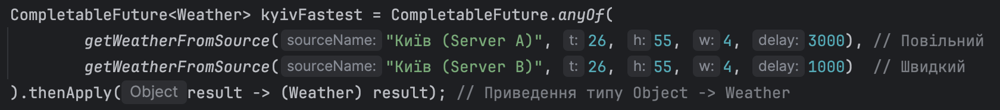 CompletableFuture<Weather> kyivFastest = CompletableFuture.anyOf(
getWeatherFromSource( sourceName: "Київ (Server A)", t: 26, h: 55, w: 4, delay: 3000), // Повільний
getWeatherFromSource( sourceName: "Київ (Server B)", t: 26, h: 55, w: 4, delay: 1000) // Швидкий
).thenApply( Object result -> (Weather) result); // Приведення типу Object -> Weather